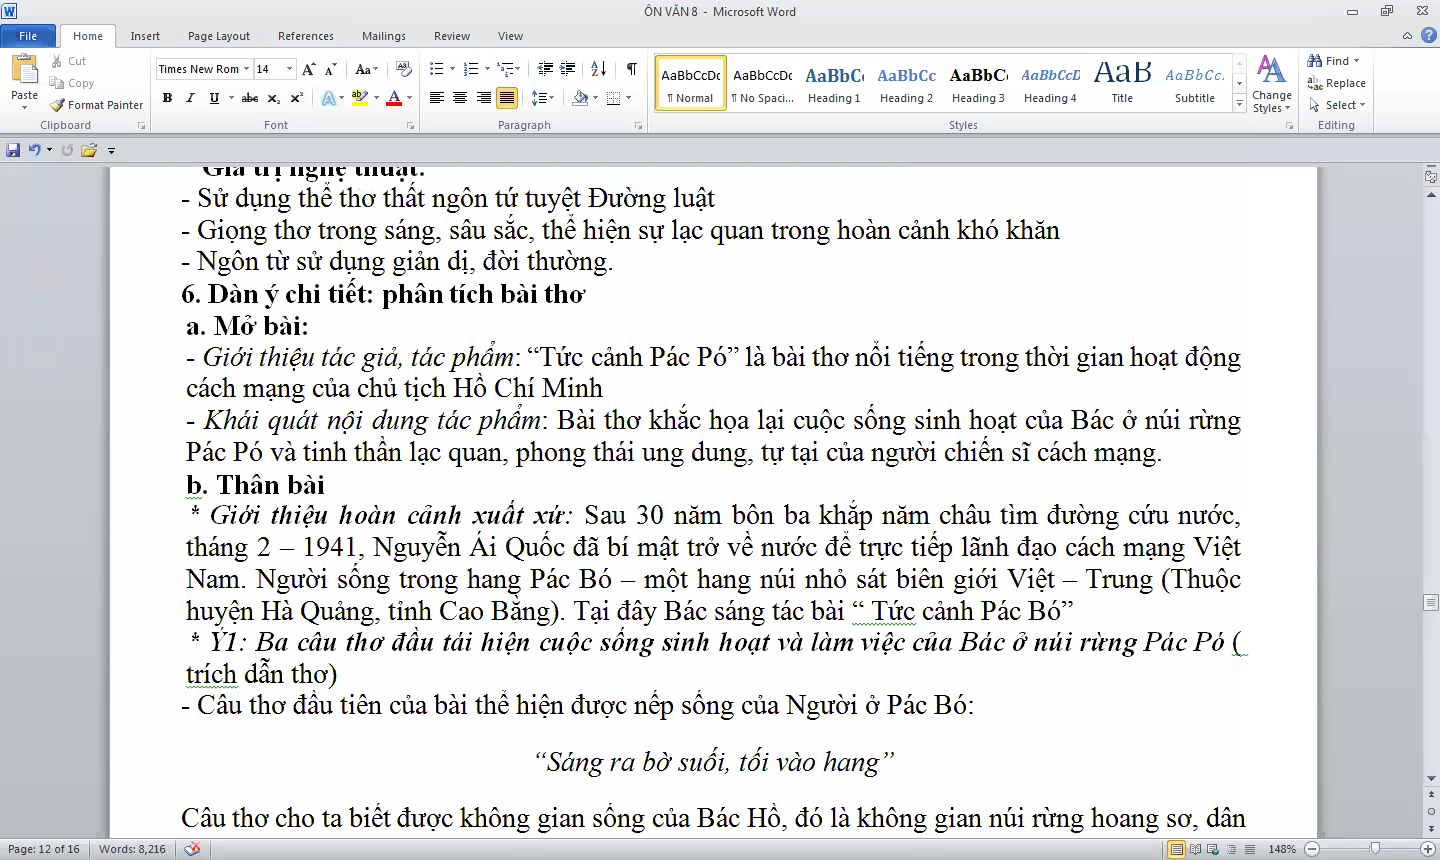 ÔN VĂN 8 - Microsoft Word
File Home Insert Page Layout References Mailings Review View
Paste
Cut
Copy
Format Painter
Clipboard
Times New Rom 14
Font
Paragraph
AaBbCcDc AaBbCcDc AaBbCc AaBbCc AaBbCc AaBbCcD AaB AaBbCc.
¶ Normal ¶ No Spaci... Heading 1 Heading 2 Heading 3 Heading 4 Title Subtitle
Styles
Change Styles
Find
Replace
Select
Editing
Giá trị nghệ thuật:
- Sử dụng thể thơ thất ngôn tứ tuyệt Đường luật
- Giọng thơ trong sáng, sâu sắc, thể hiện sự lạc quan trong hoàn cảnh khó khăn
- Ngôn từ sử dụng giản dị, đời thường.
6. Dàn ý chi tiết: phân tích bài thơ
a. Mở bài:
- Giới thiệu tác giả, tác phẩm: “Tức cảnh Pác Pó” là bài thơ nổi tiếng trong thời gian hoạt động
cách mạng của chủ tịch Hồ Chí Minh
- Khái quát nội dung tác phẩm: Bài thơ khắc họa lại cuộc sống sinh hoạt của Bác ở núi rừng
Pác Pó và tinh thần lạc quan, phong thái ung dung, tự tại của người chiến sĩ cách mạng.
b. Thân bài
* Giới thiệu hoàn cảnh xuất xứ: Sau 30 năm bôn ba khắp năm châu tìm đường cứu nước,
tháng 2 – 1941, Nguyễn Ái Quốc đã bí mật trở về nước để trực tiếp lãnh đạo cách mạng Việt
Nam. Người sống trong hang Pác Bó – một hang núi nhỏ sát biên giới Việt – Trung (Thuộc
huyện Hà Quảng, tỉnh Cao Bằng). Tại đây Bác sáng tác bài “ Tức cảnh Pác Bó”
* Ý1: Ba câu thơ đầu tái hiện cuộc sống sinh hoạt và làm việc của Bác ở núi rừng Pác Pó (
trích dẫn thơ)
- Câu thơ đầu tiên của bài thể hiện được nếp sống của Người ở Pác Bó:
“Sáng ra bờ suối, tối vào hang”
Câu thơ cho ta biết được không gian sống của Bác Hồ, đó là không gian núi rừng hoang sơ, dân
Page: 12 of 16 Words: 8,216 148%